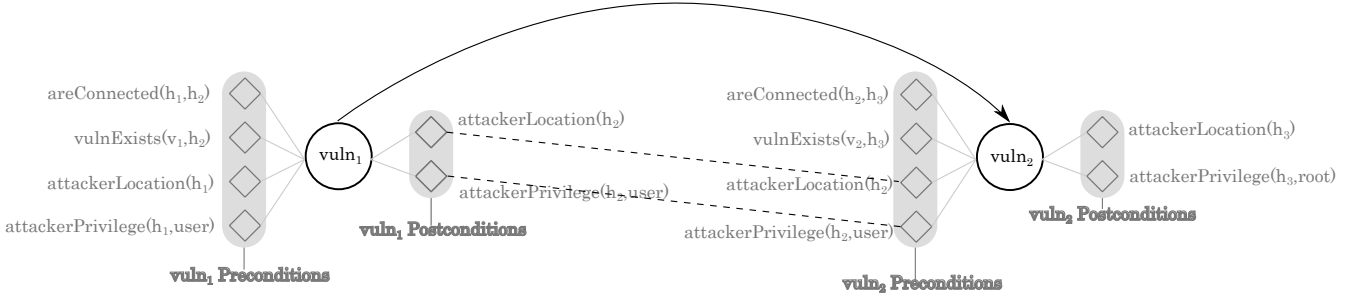 areConnected(h₁,h₂)
vulnExists(v₁,h₂)
attackerLocation(h₁)
attackerPrivilege(h₁,user)
vuln₁ Preconditions
vuln₁
attackerLocation(h₂)
attackerPrivilege(h₂,user)
vuln₁ Postconditions
areConnected(h₂,h₃)
vulnExists(v₂,h₃)
attackerLocation(h₂)
attackerPrivilege(h₂,user)
vuln₂ Preconditions
vuln₂
attackerLocation(h₃)
attackerPrivilege(h₃,root)
vuln₂ Postconditions